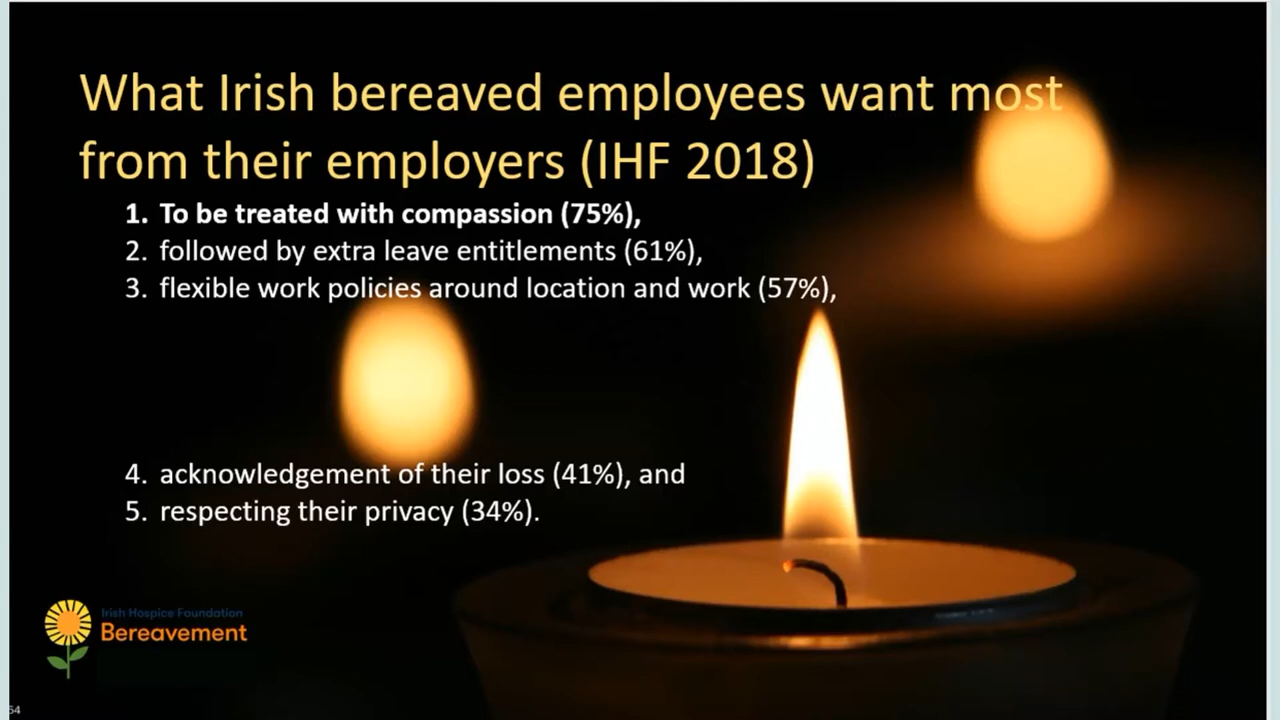 What Irish bereaved employees want most
from their employers (IHF 2018)
1. To be treated with compassion (75%),
2. followed by extra leave entitlements (61%),
3. flexible work policies around location and work (57%),
4. acknowledgement of their loss (41%), and
5. respecting their privacy (34%).
Irish Hospice Foundation
Bereavement
54